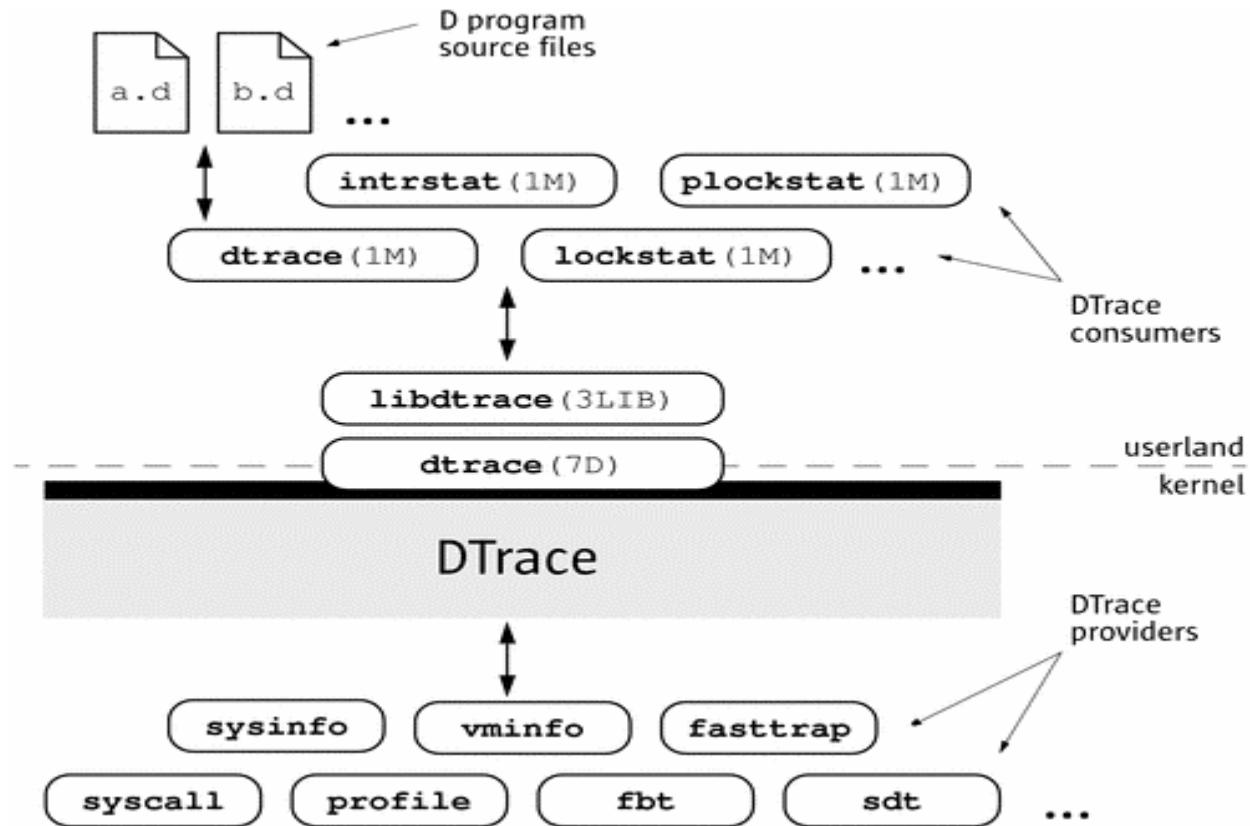 D program
source files
a.d
b.d
...
intrstat(1M)
plockstat(1M)
dtrace(1M)
lockstat(1M)
...
DTrace
consumers
libdtrace(3LIB)
dtrace(7D)
userland
kernel
DTrace
DTrace
providers
sysinfo
vminfo
fasttrap
syscall
profile
fbt
sdt
...